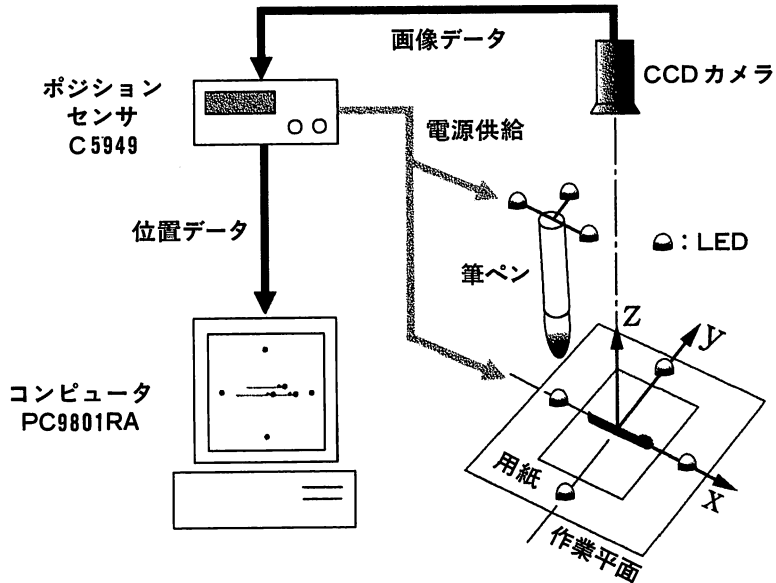 画像データ
CCDカメラ
ポジション
センサ
C5949
電源供給
位置データ
:LED
筆ペン
z
y
コンピュータ
PC9801RA
用紙
x
作業平面